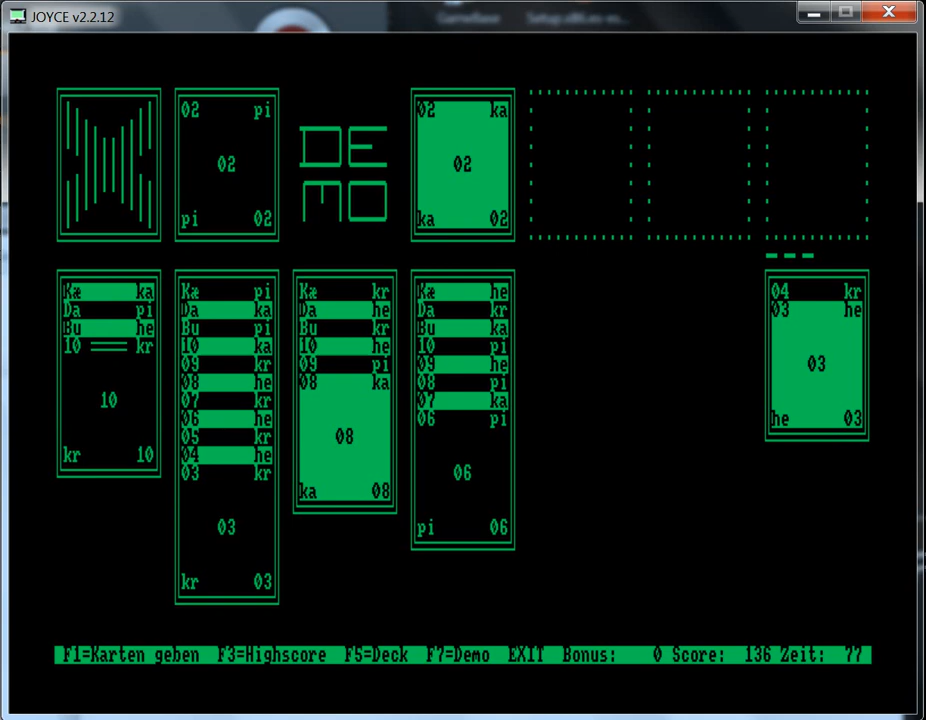 JOYCE v2.2.12
GameBase
02 pi 02 ka
DE
02 02
MO
pi 02 ka 02
Kæ ka Kæ pi Kæ kr Kæ he 04 kr
Da pi Da ka Da he Da kr 03 he
Bu he Bu pi Bu kr Bu ka
10 kr 10 ka 10 he 10 pi
09 kr 09 pi 09 he 03
08 he 08 ka 08 pi
10 07 kr 07 ka
06 he 06 pi he 03
05 kr 08
kr 10 04 he
03 kr 06
ka 08
03 pi 06
kr 03
F1=Karten geben F3=Highscore F5=Deck F7=Demo EXIT Bonus: 0 Score: 136 Zeit: 77